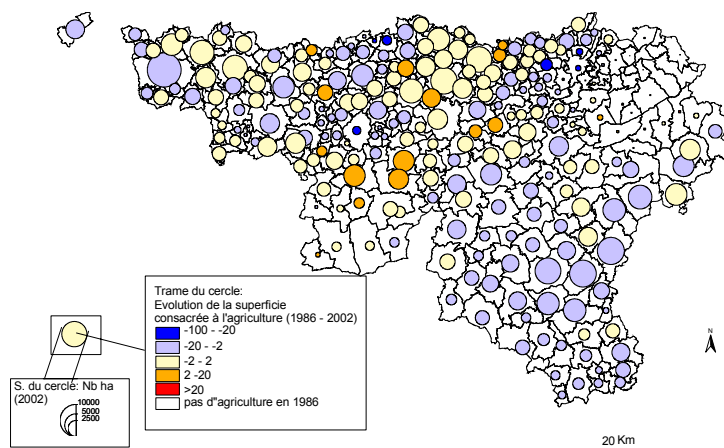 Trame du cercle:
Evolution de la superficie
consacrée à l'agriculture (1986 - 2002)
-100 - -20
-20 - -2
-2 - 2
2 -20
>20
pas d"agriculture en 1986
S. du cercle: Nb ha
(2002)
10000
5000
2500
20 Km